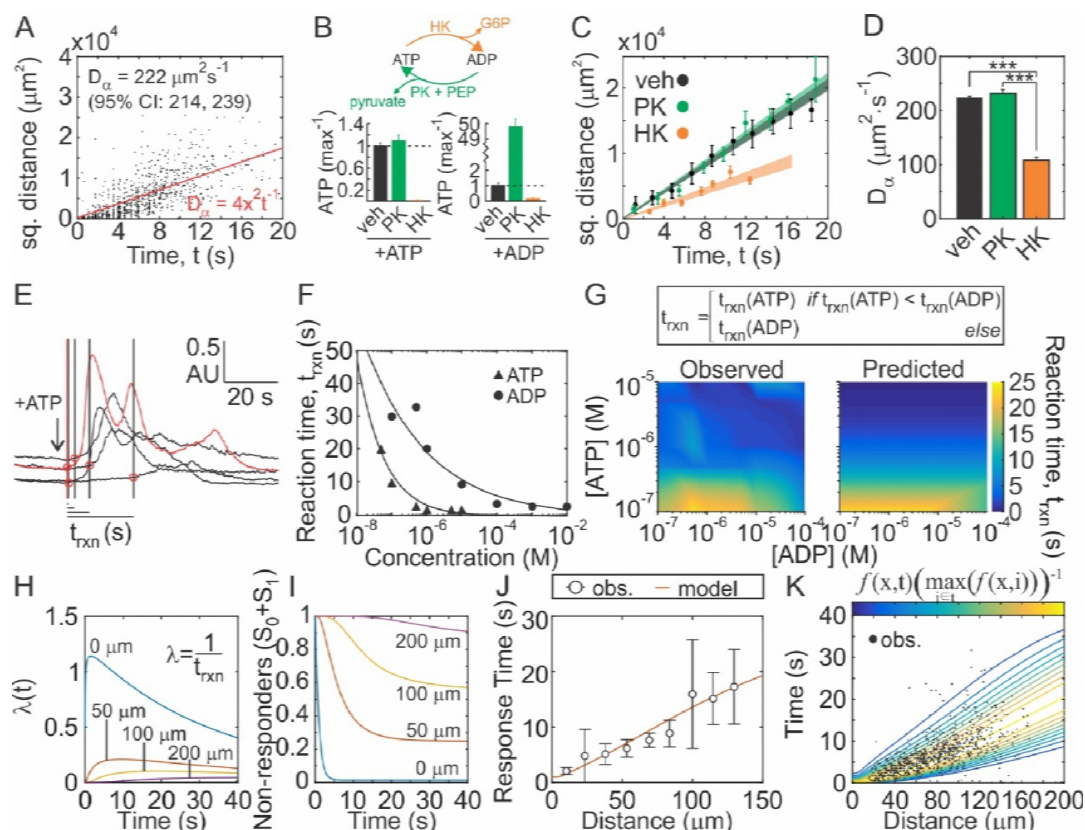 A
x10⁴
sq. distance (μm²)
4
3
2
1
0
Dα = 222 μm²s⁻¹
(95% CI: 214, 239)
Dα = 4x²t⁻¹
0 4 8 12 16 20
Time, t (s)
B
HK
G6P
ATP
ADP
PK + PEP
pyruvate
ATP (max⁻¹)
1.4
1
0.6
0.2
veh PK HK
+ATP
ATP (max⁻¹)
50
49
2
1
0
veh PK HK
+ADP
C
x10⁴
sq. distance (μm²)
2
1
0
veh
PK
HK
0 4 8 12 16 20
Time, t (s)
D
Dα (μm²·s⁻¹)
300
200
100
0
***
***
veh PK HK
E
+ATP
0.5
AU
20 s
t_rxn (s)
F
Reaction time, t_rxn (s)
50
40
30
20
10
0
ATP
ADP
10⁻⁸ 10⁻⁶ 10⁻⁴ 10⁻²
Concentration (M)
G
t_rxn = t_rxn(ATP) if t_rxn(ATP) < t_rxn(ADP)
t_rxn(ADP) else
Observed
Predicted
[ATP] (M)
10⁻⁵
10⁻⁶
10⁻⁷
10⁻⁷ 10⁻⁶ 10⁻⁵ 10⁻⁴
10⁻⁷ 10⁻⁶ 10⁻⁵ 10⁻⁴
[ADP] (M)
25
20
15
10
5
0
Reaction time, t_rxn (s)
H
λ(t)
1.5
1
0.5
0
0 μm
λ = 1/t_rxn
50 μm
100 μm
200 μm
0 10 20 30 40
Time (s)
I
Non-responders (S₀+S₁)
1
0.8
0.6
0.4
0.2
0
200 μm
100 μm
50 μm
0 μm
0 10 20 30 40
Time (s)
J
obs. model
Response Time (s)
30
20
10
0
0 50 100 150
Distance (μm)
K
f(x,t)(max(f(x,i)))⁻¹
i∈t
obs.
Time (s)
40
30
20
10
0
0 40 80 120 160 200
Distance (μm)